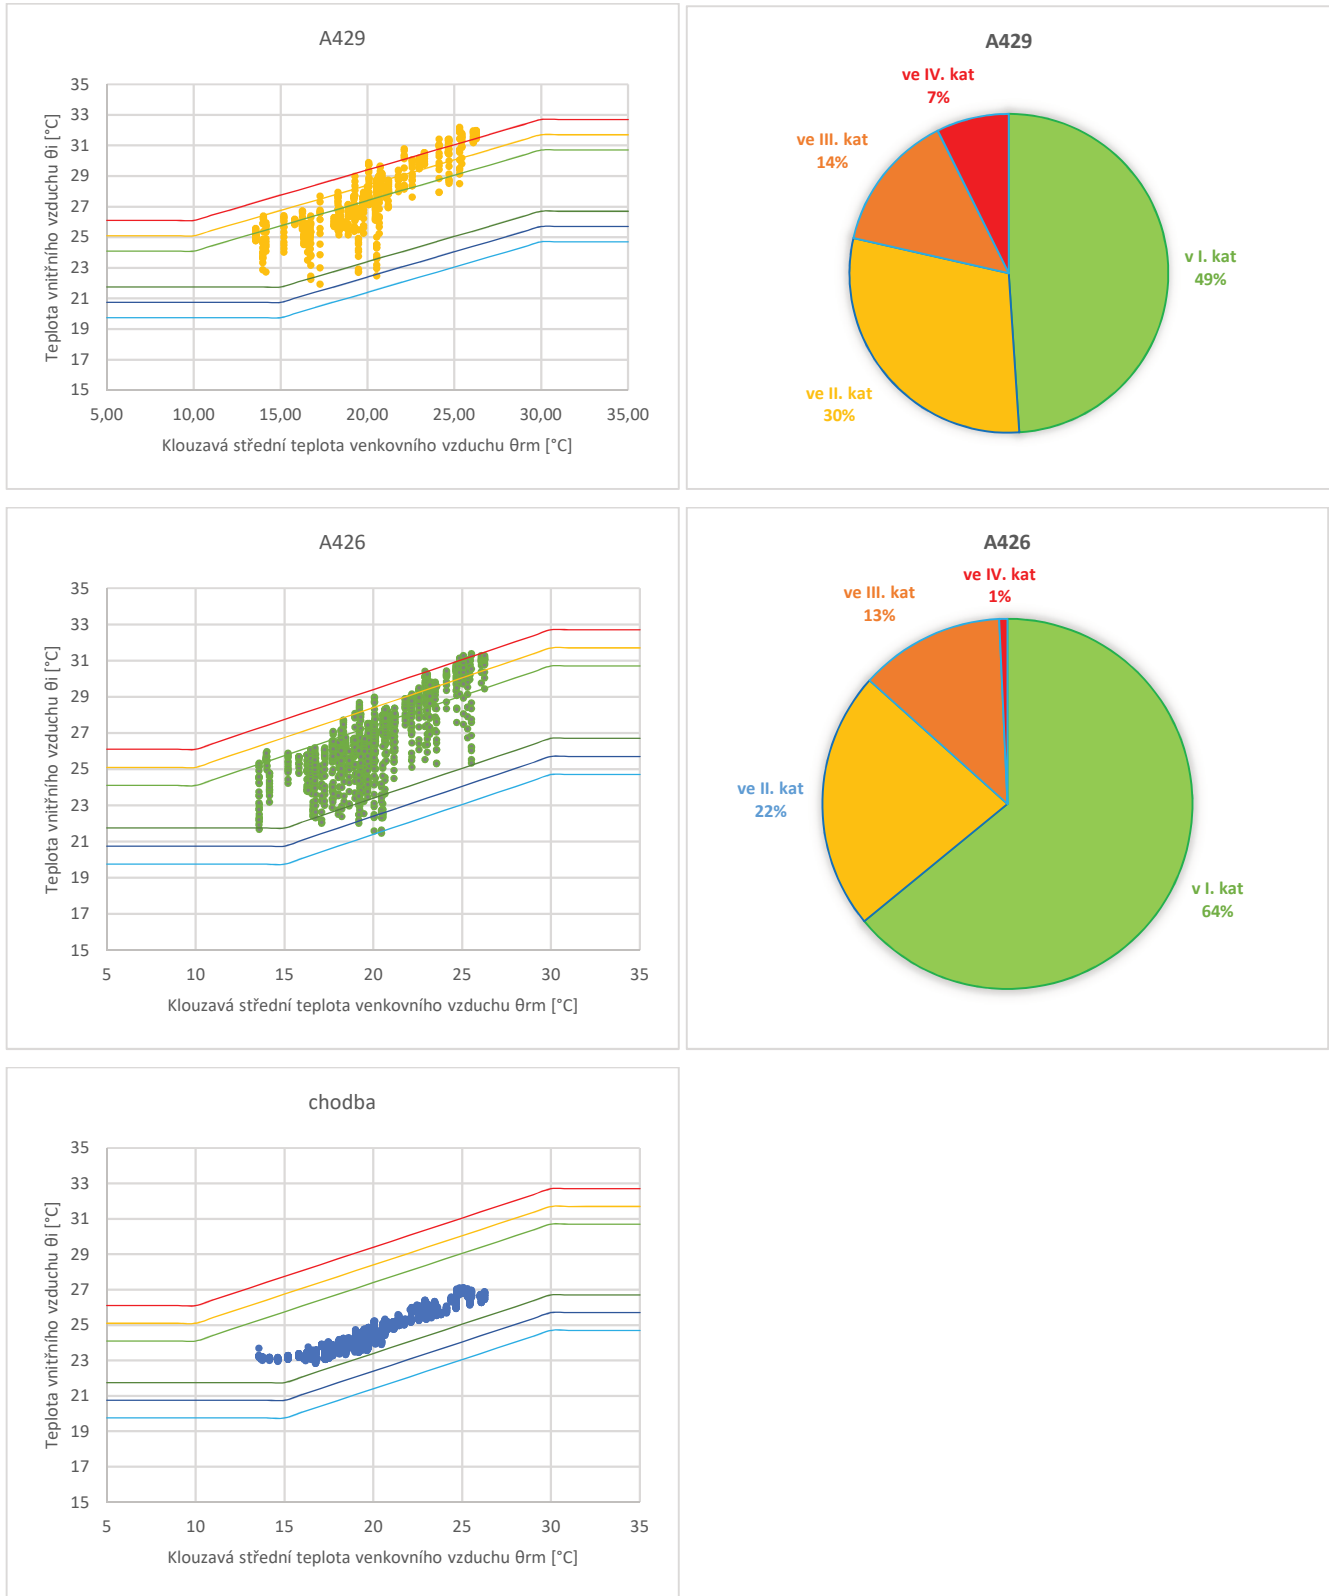 A429
Teplota vnitřního vzduchu θi [°C]
35
33
31
29
27
25
23
21
19
17
15
5,00 10,00 15,00 20,00 25,00 30,00 35,00
Klouzavá střední teplota venkovního vzduchu θrm [°C]
A429
ve IV. kat
7%
ve III. kat
14%
v I. kat
49%
ve II. kat
30%
A426
Teplota vnitřního vzduchu θi [°C]
35
33
31
29
27
25
23
21
19
17
15
5 10 15 20 25 30 35
Klouzavá střední teplota venkovního vzduchu θrm [°C]
A426
ve IV. kat
1%
ve III. kat
13%
ve II. kat
22%
v I. kat
64%
chodba
Teplota vnitřního vzduchu θi [°C]
35
33
31
29
27
25
23
21
19
17
15
5 10 15 20 25 30 35
Klouzavá střední teplota venkovního vzduchu θrm [°C]